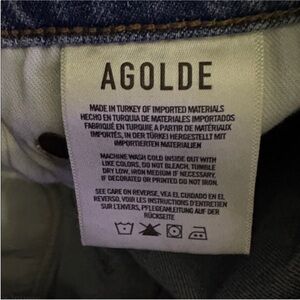 AGOLDE
MADE IN TURKEY OF IMPORTED MATERIALS
HECHO EN TURQUIA DE MATERIALES IMPORTADOS
FABRIQUÉ EN TURQUIE A PARTIR DE MATÉRIAUX
IMPORTÉS, IN DER TÜRKEI HERGESTELLT MIT
IMPORTIERTEN MATERIALIEN
MACHINE WASH COLD INSIDE OUT WITH
LIKE COLORS, DO NOT BLEACH, TUMBLE
DRY LOW, IRON MEDIUM IF NECESSARY.
IF DECORATED OR PRINTED DO NOT IRON.
SEE CARE ON REVERSE, VEA EL CUIDADO EN EL
REVERSO, VOIR LES INSTRUCTIONS D'ENTRETIEN
SUR L'ENVERS, PFLEGEANLEITUNG AUF DER
RÜCKSEITE